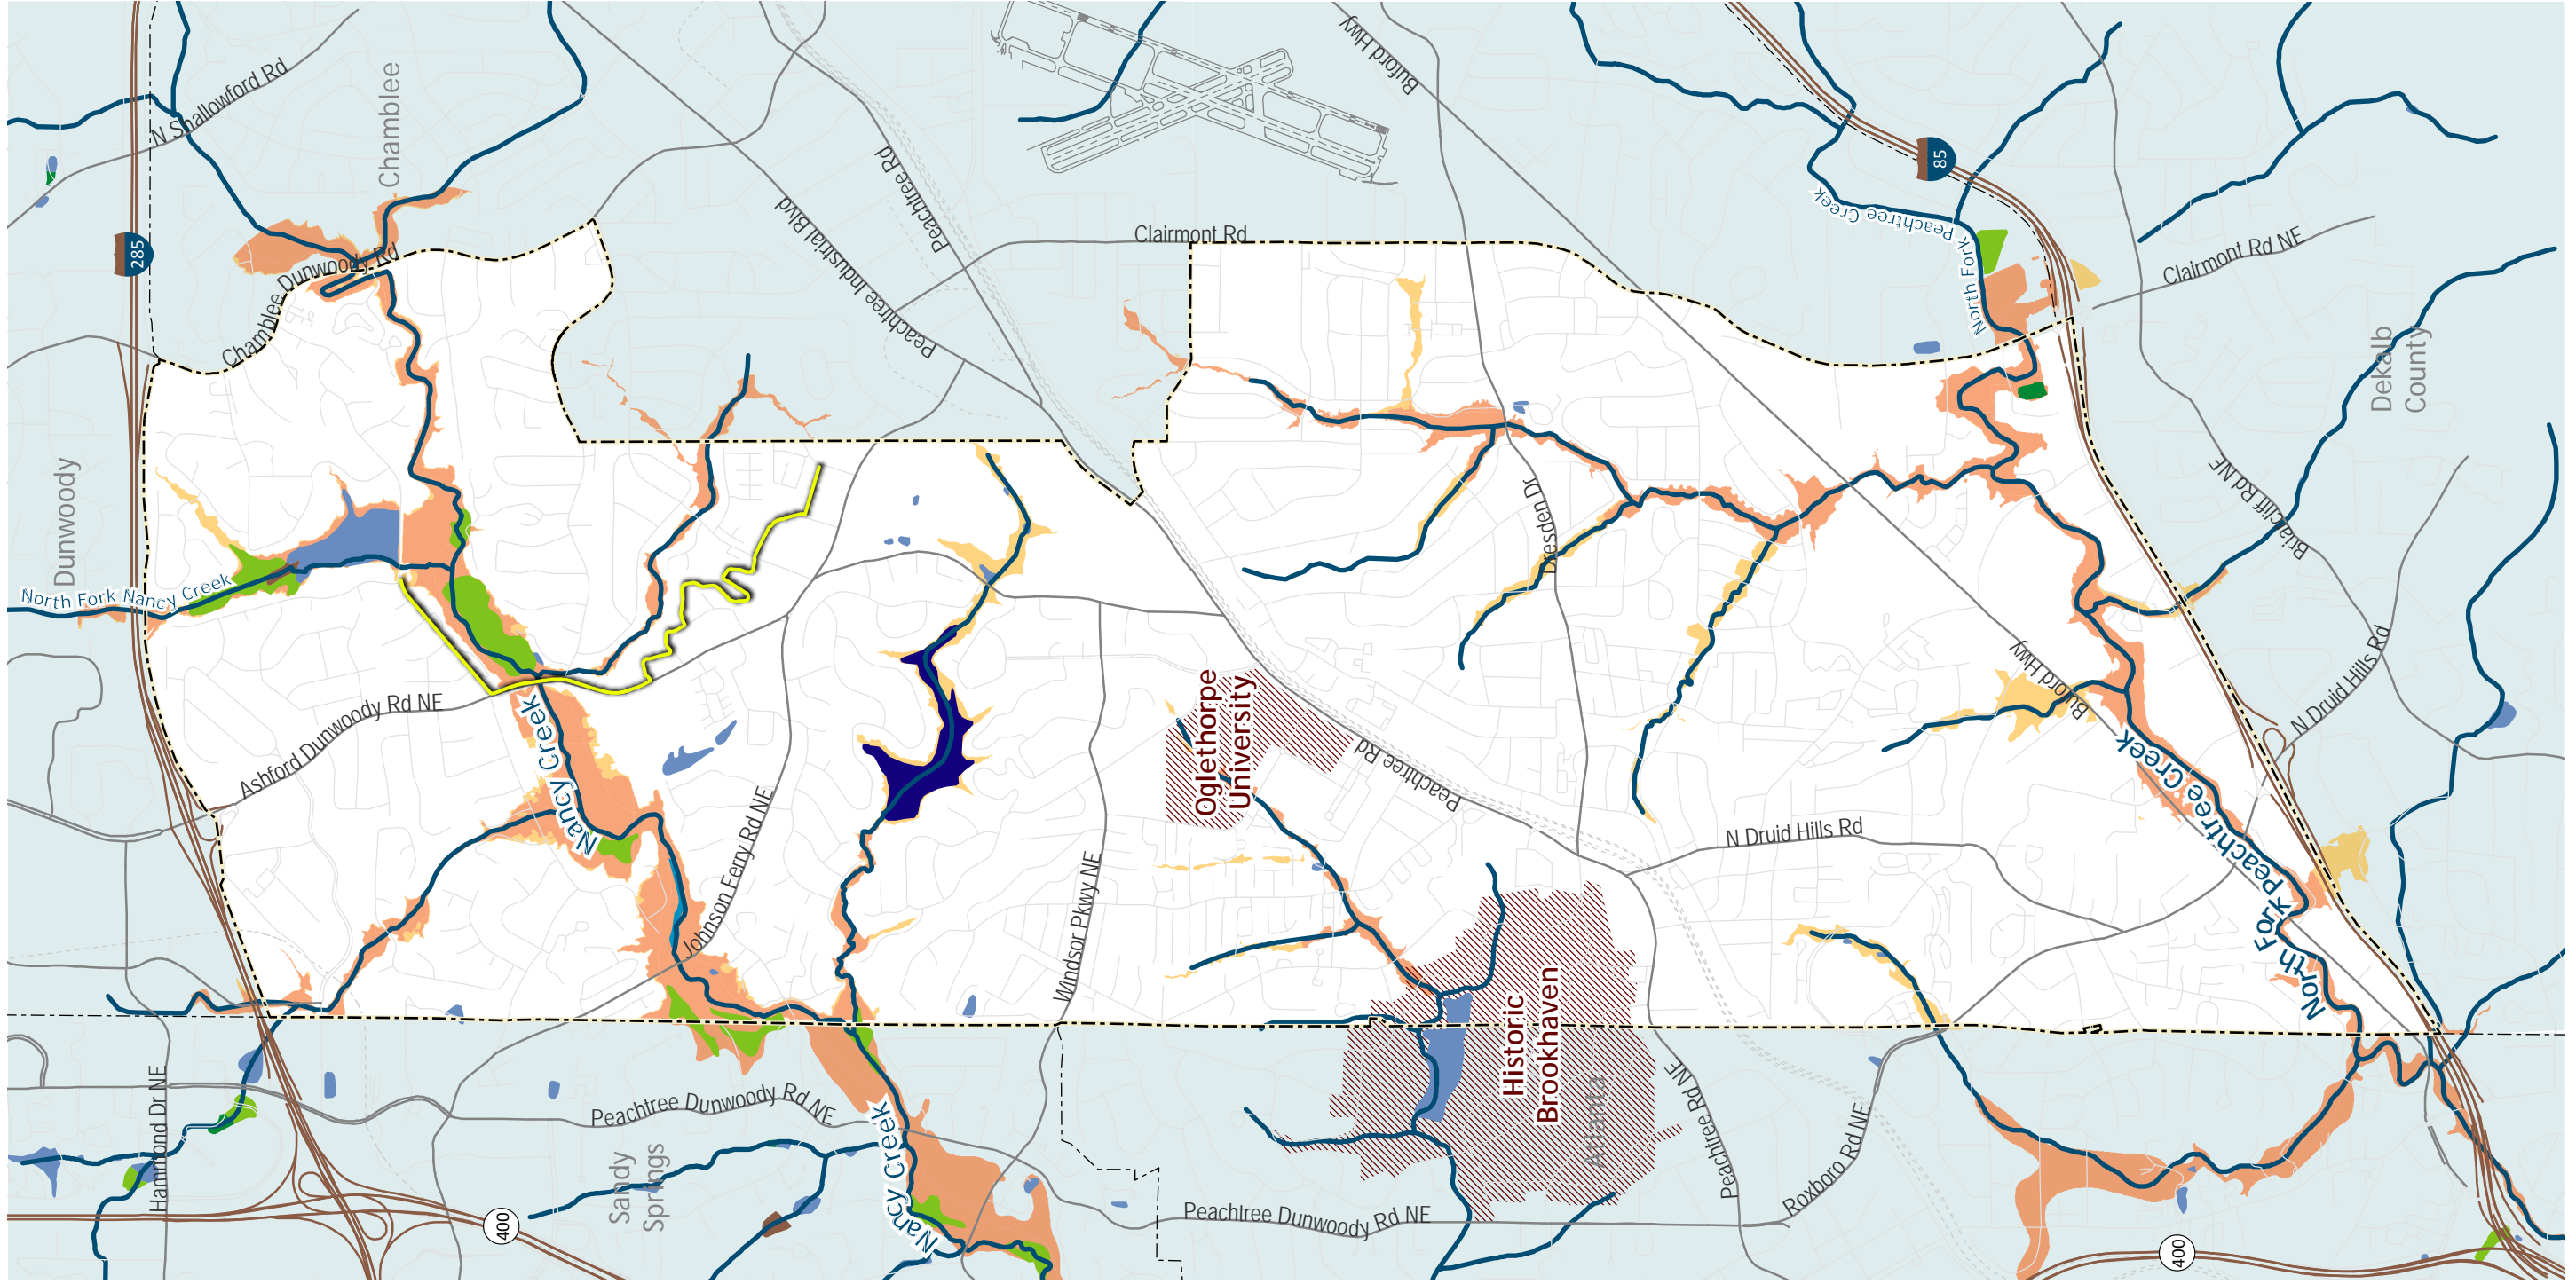 N Shallowford Rd
Chamblee
285
Chamblee Dunwoody Rd
Dunwoody
North Fork Nancy Creek
Ashford Dunwoody Rd NE
Nancy Creek
Johnson Ferry Rd NE
Hammond Dr NE
Peachtree Dunwoody Rd NE
Sandy
Springs
400
Nancy Creek
Nancy Creek
Peachtree Rd
Peachtree Industrial Blvd
Peachtree
Clairmont Rd
Buford Hwy
85
North Fork Peachtree Creek
Clairmont Rd NE
Dekalb
County
Briarcliff Rd NE
N Druid Hills Rd
Dresden Dr
Buford Hwy
Oglethorpe
University
Peachtree Rd
Windsor Pkwy NE
N Druid Hills Rd
North Fork Peachtree Creek
Historic
Brookhaven
Atlanta
Peachtree Rd NE
Roxboro Rd NE
Peachtree Dunwoody Rd NE
400